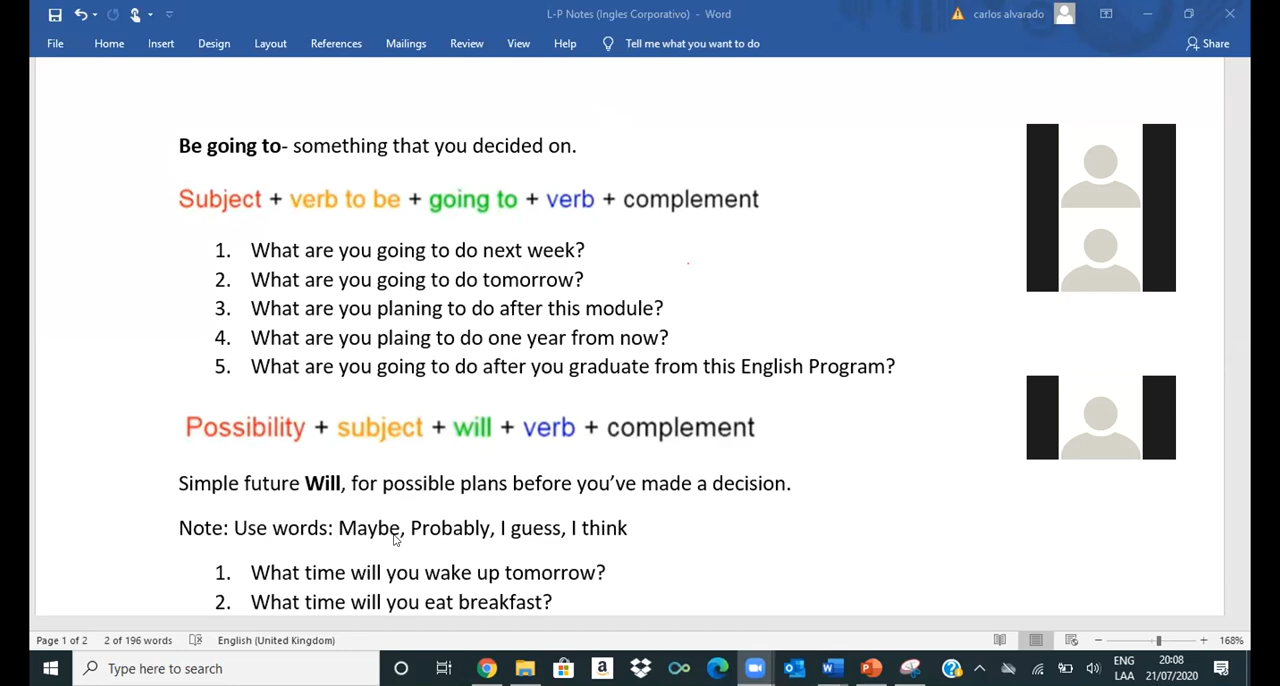 L-P Notes (Ingles Corporativo) - Word
carlos alvarado
File Home Insert Design Layout References Mailings Review View Help Tell me what you want to do Share
Be going to- something that you decided on.
Subject + verb to be + going to + verb + complement
1. What are you going to do next week?
2. What are you going to do tomorrow?
3. What are you planing to do after this module?
4. What are you plaing to do one year from now?
5. What are you going to do after you graduate from this English Program?
Possibility + subject + will + verb + complement
Simple future Will, for possible plans before you've made a decision.
Note: Use words: Maybe, Probably, I guess, I think
1. What time will you wake up tomorrow?
2. What time will you eat breakfast?
Page 1 of 2 2 of 196 words English (United Kingdom) 168%
Type here to search ENG 20:08
LAA 21/07/2020